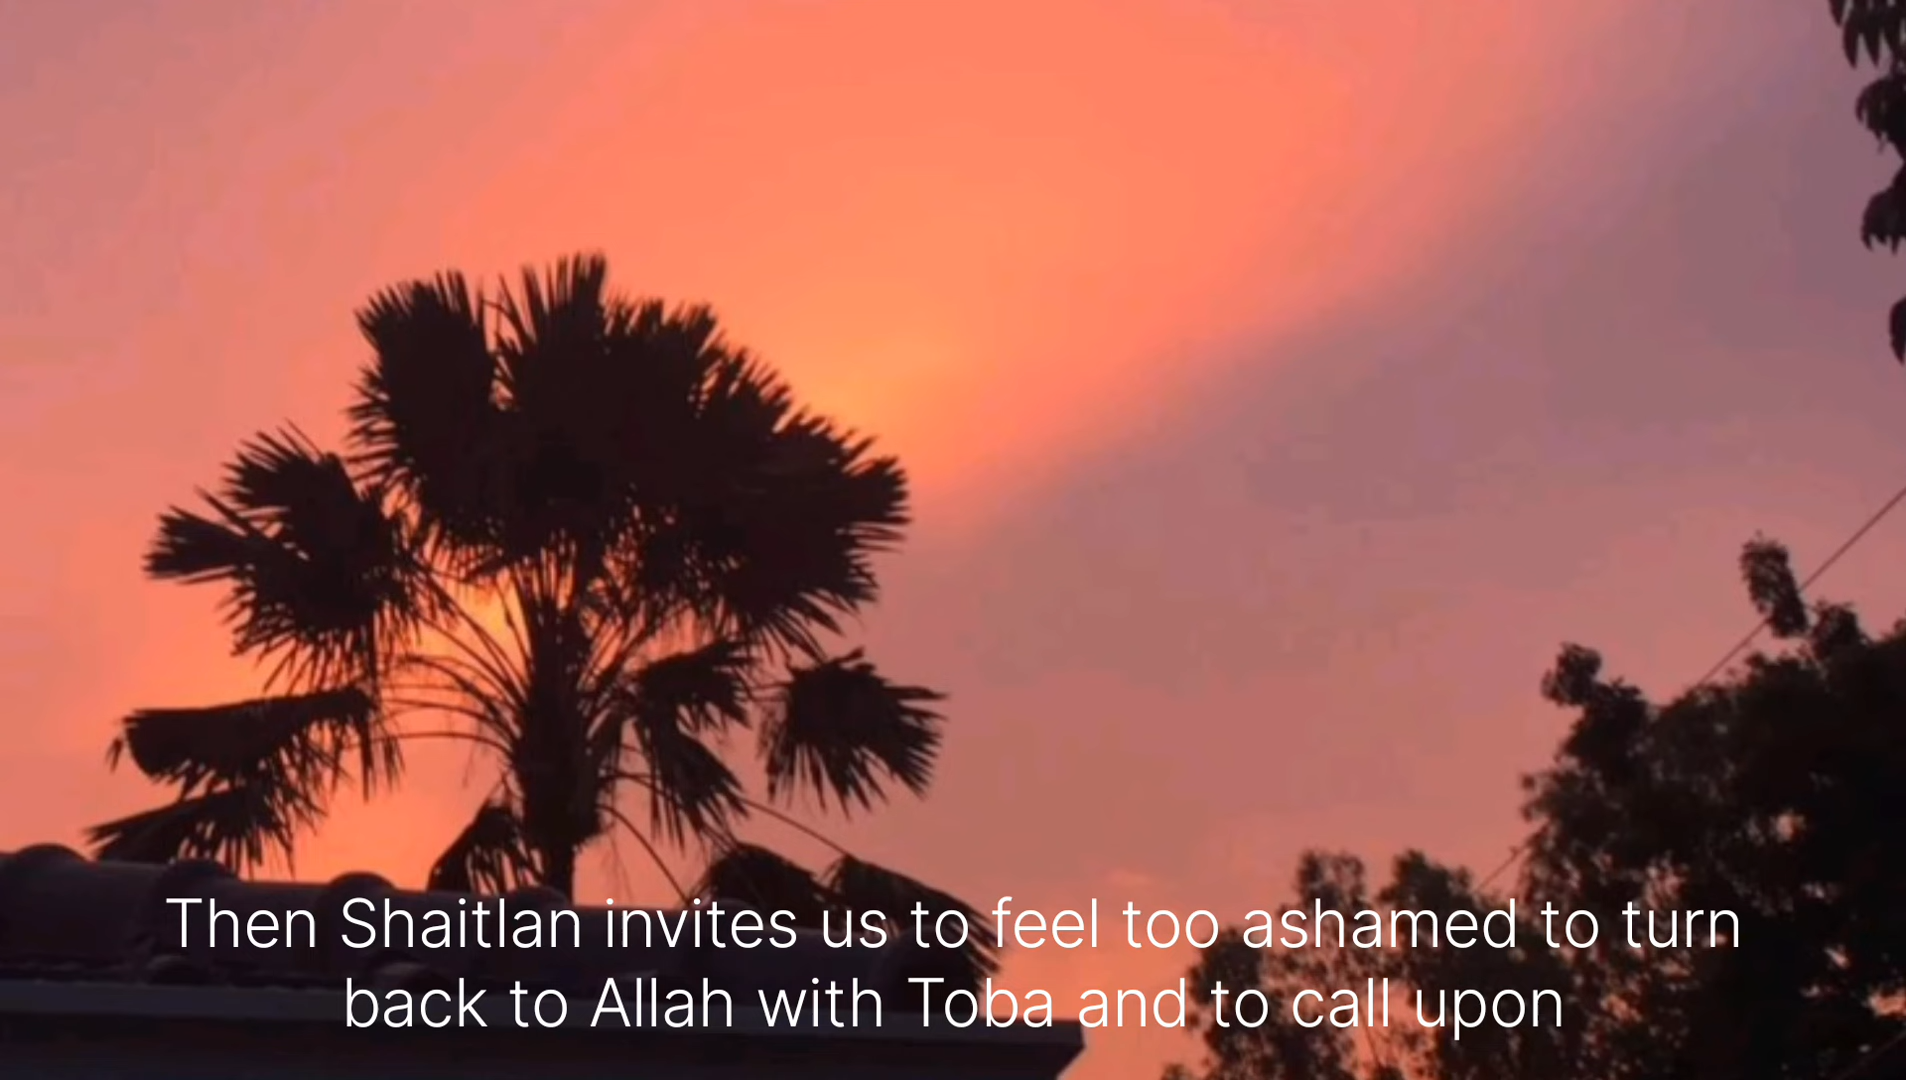 Then Shaitlan invites us to feel too ashamed to turn
back to Allah with Toba and to call upon